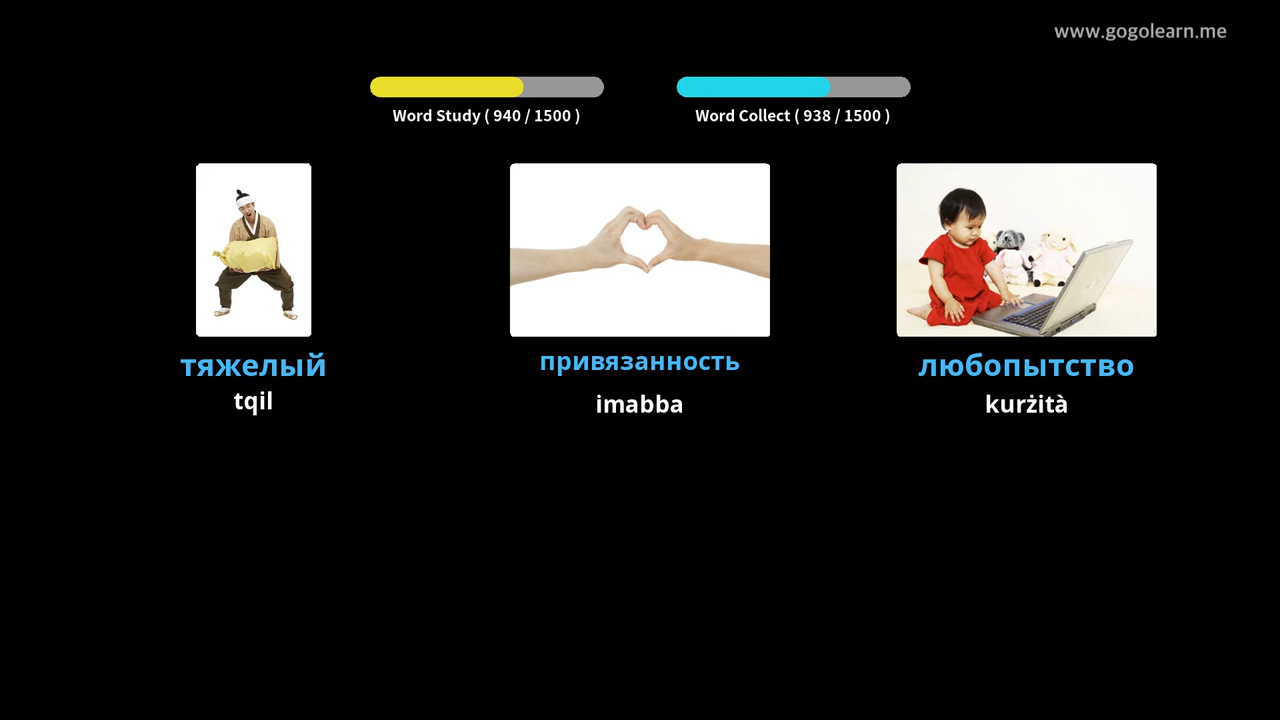 www.gogolearn.me
Word Study ( 940 / 1500 )
Word Collect ( 938 / 1500 )
тяжелый
привязанность
любопытство
tqil
imabba
kurżità